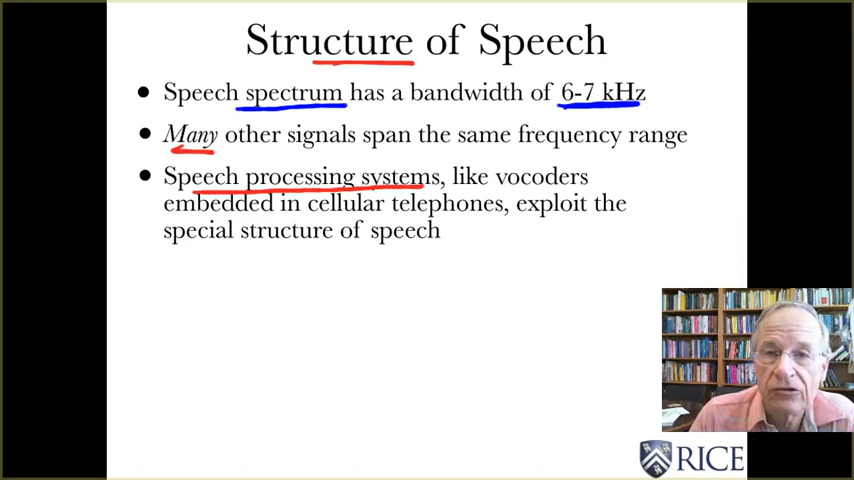 Structure of Speech
• Speech spectrum has a bandwidth of 6-7 kHz
• Many other signals span the same frequency range
• Speech processing systems, like vocoders
embedded in cellular telephones, exploit the
special structure of speech
RICE